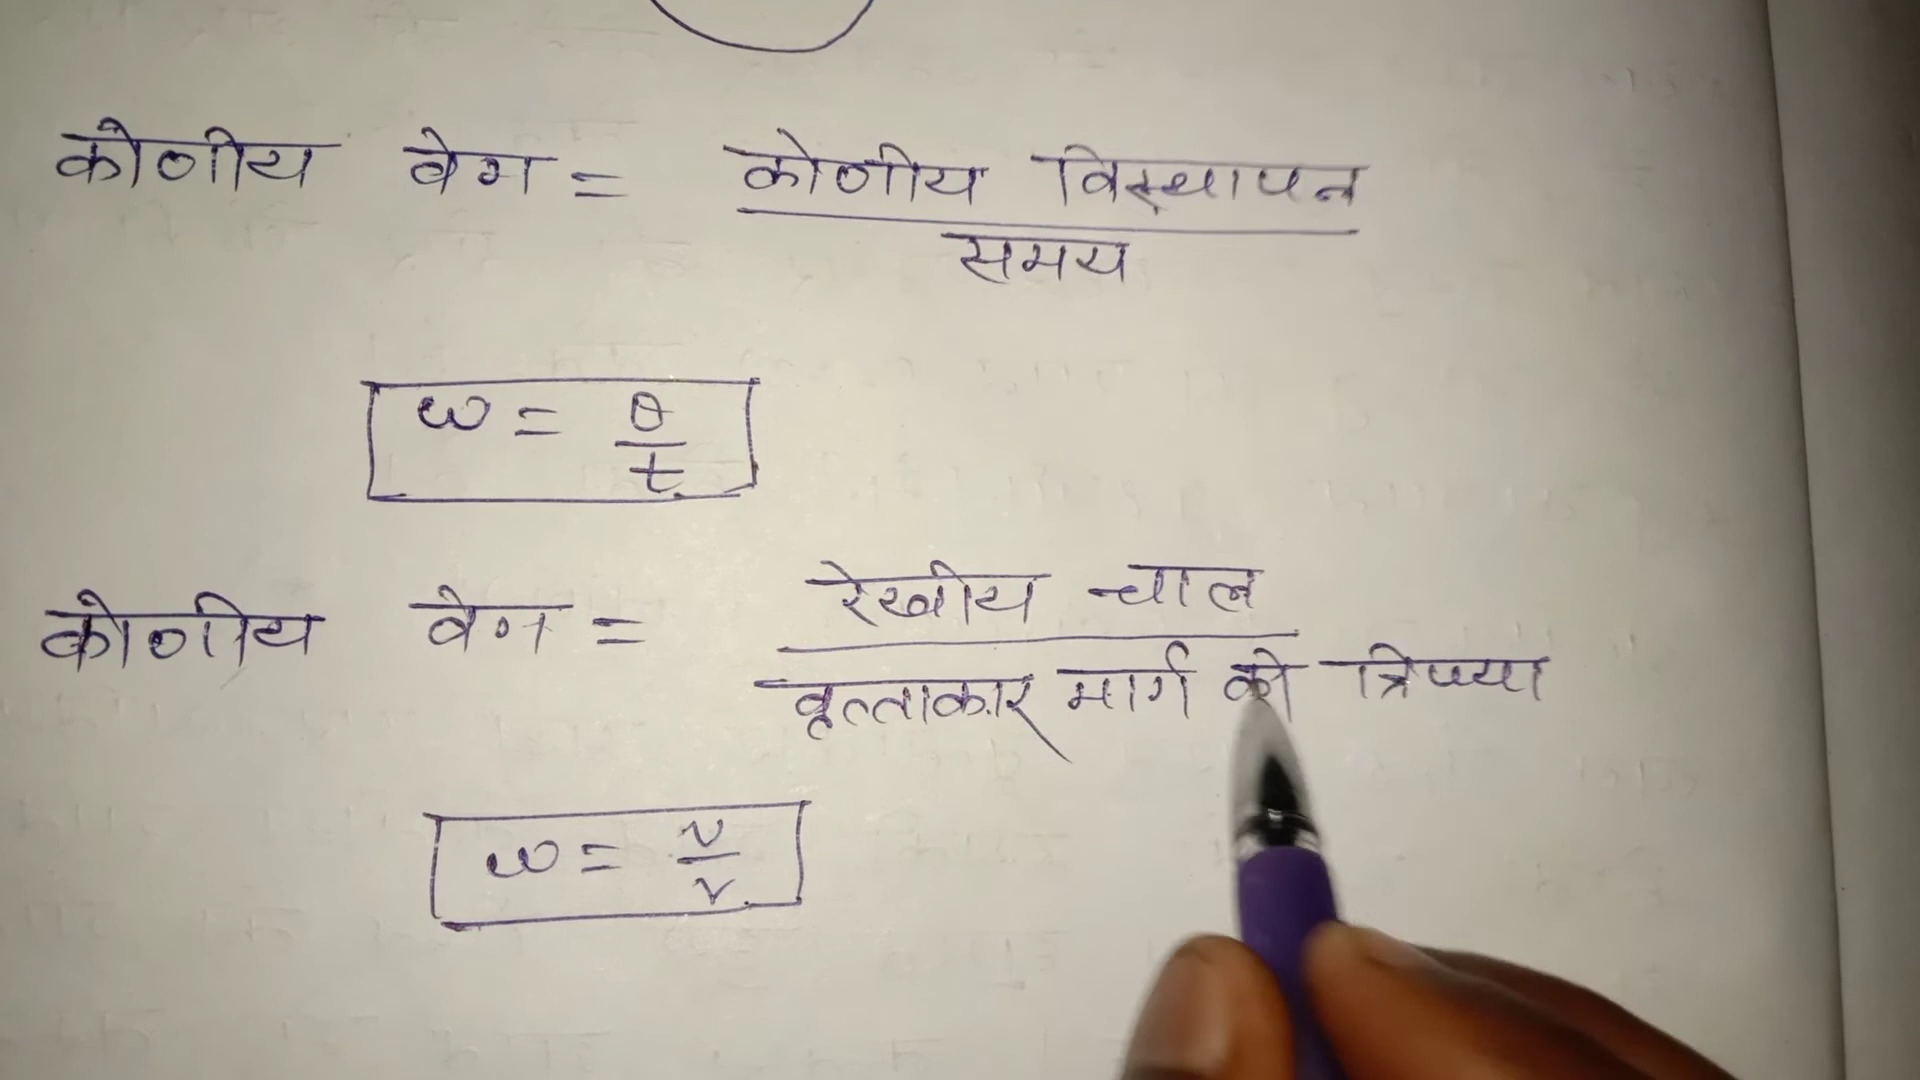 कोणीय वेग = कोणीय विस्थापन
समय
ω = θ
t
कोणीय वेग = रेखीय चाल
वृत्ताकार मार्ग की त्रिज्या
ω = v
r